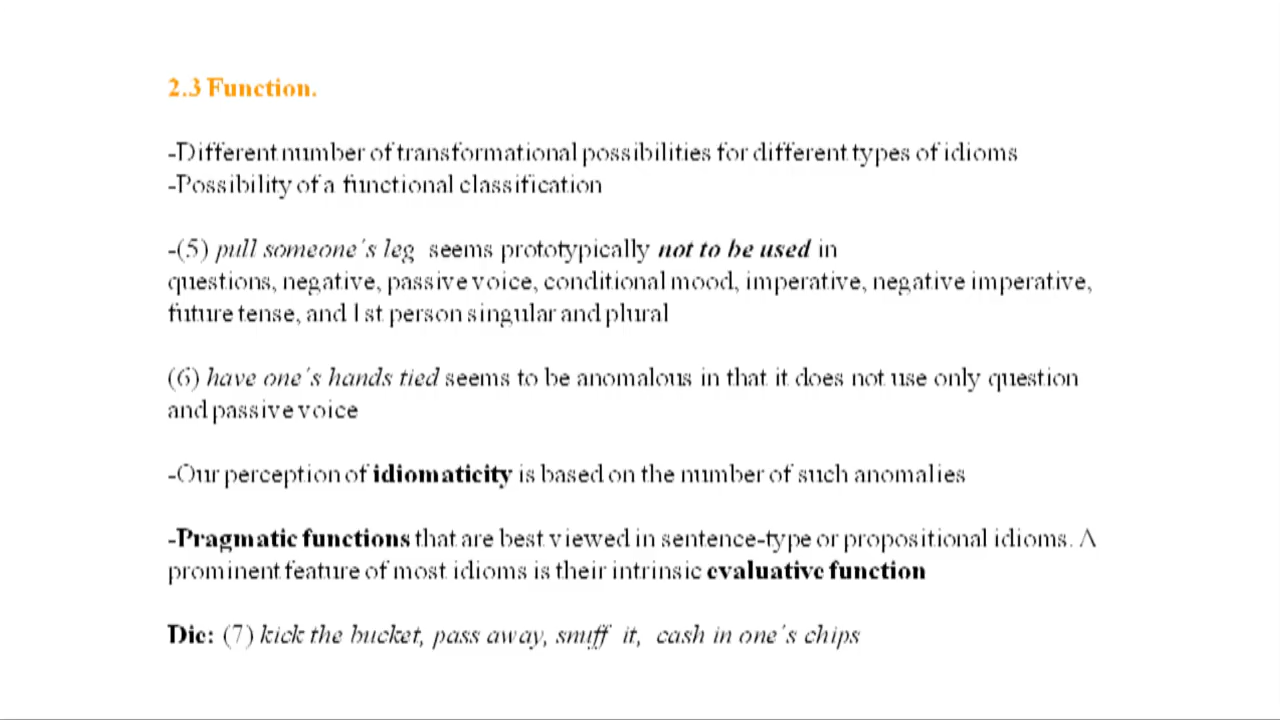 2.3 Function.
-Different number of transformational possibilities for different types of idioms
-Possibility of a functional classification
-(5) pull someone´s leg seems prototypically not to be used in
questions, negative, passive voice, conditional mood, imperative, negative imperative,
future tense, and 1st person singular and plural
(6) have one´s hands tied seems to be anomalous in that it does not use only question
and passive voice
-Our perception of idiomaticity is based on the number of such anomalies
-Pragmatic functions that are best viewed in sentence-type or propositional idioms. A
prominent feature of most idioms is their intrinsic evaluative function
Die: (7) kick the bucket, pass away, snuff it, cash in one´s chips